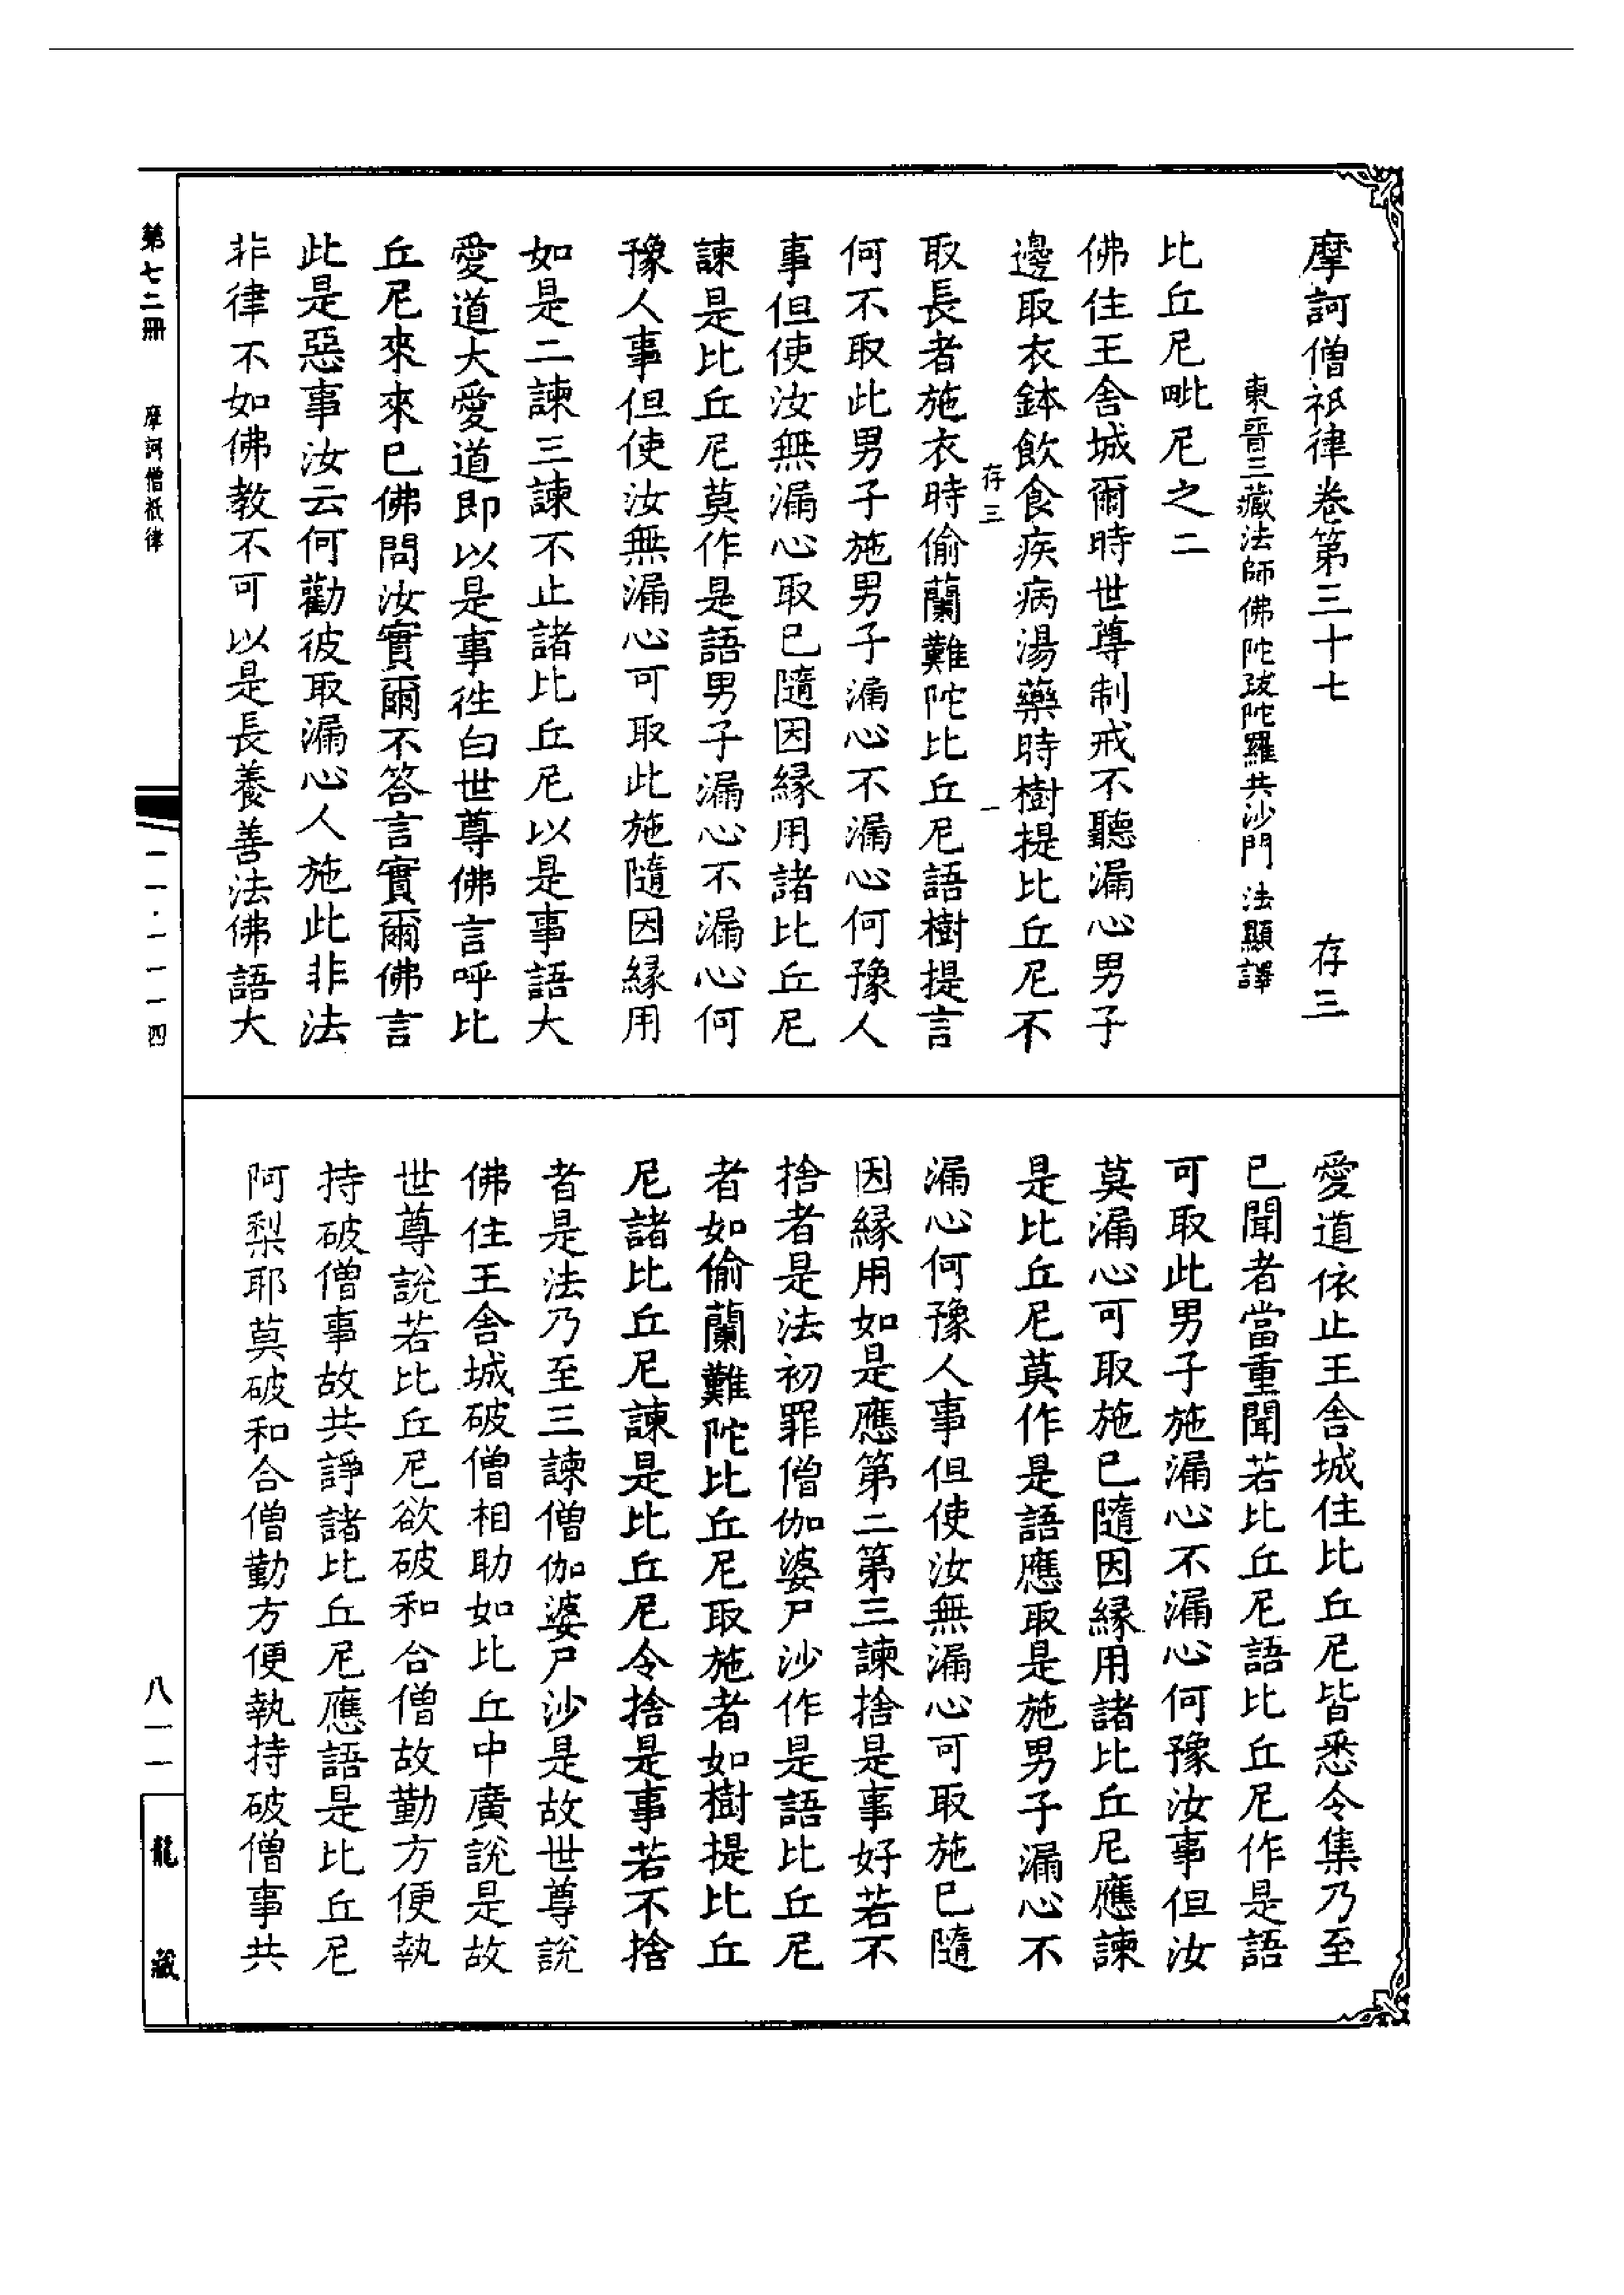 摩訶僧祇律卷第三十七　存三
東晉三藏法師佛陀跋陀羅共沙門法顯譯
比丘尼毗尼之二
佛住王舍城爾時世尊制戒不聽漏心男子
邊取衣鉢飲食疾病湯藥時樹提比丘尼不
存三　一
取長者施衣時偷蘭難陀比丘尼語樹提言
何不取此男子施男子漏心不漏心何豫人
事但使汝無漏心取已隨因緣用諸比丘尼
諫是比丘尼莫作是語男子漏心不漏心何
豫人事但使汝無漏心可取此施隨因緣用
如是二諫三諫不止諸比丘尼以是事語大
愛道大愛道即以是事徃白世尊佛言呼比
丘尼來來已佛問汝實爾不答言實爾佛言
此是惡事汝云何勸彼取漏心人施此非法
非律不如佛教不可以是長養善法佛語大
愛道依止王舍城住比丘尼皆悉令集乃至
已聞者當重聞若比丘尼語比丘尼作是語
可取此男子施漏心不漏心何豫汝事但汝
莫漏心可取施已隨因緣用諸比丘尼應諫
是比丘尼莫作是語應取是施男子漏心不
漏心何豫人事但使汝無漏心可取施已隨
因緣用如是應第二第三諫捨是事好若不
捨者是法初罪僧伽婆尸沙作是語比丘尼
者如偷蘭難陀比丘尼取施者如樹提比丘
尼諸比丘尼諫是比丘尼令捨是事若不捨
者是法乃至三諫僧伽婆尸沙是故世尊說
佛住王舍城破僧相助如比丘中廣說是故
世尊說若比丘尼欲破和合僧故勤方便執
持破僧事故共諍諸比丘尼應語是比丘尼
阿梨耶莫破和合僧勤方便執持破僧事共
第七二冊　摩訶僧祇律
一一·一一一四
八一一
龍藏